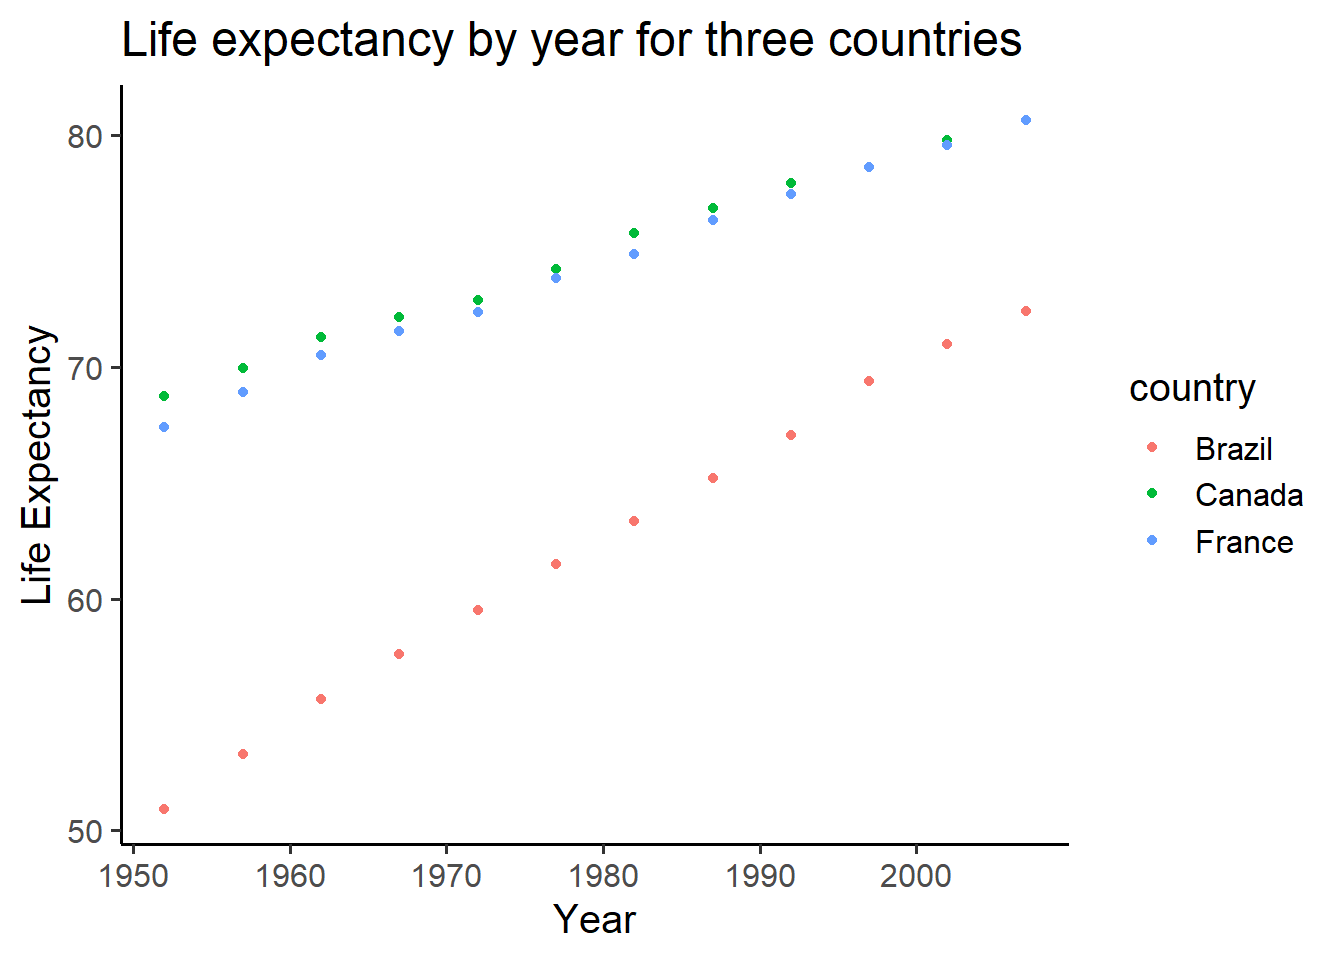 Life expectancy by year for three countries
Life Expectancy
80
70
60
50
1950 1960 1970 1980 1990 2000
Year
country
Brazil
Canada
France